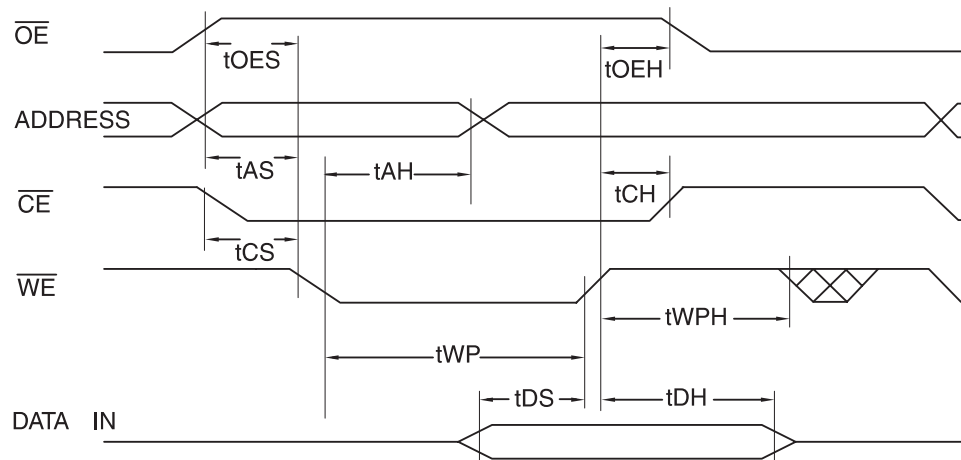 OE
tOES
tOEH
ADDRESS
tAS
tAH
CE
tCH
tCS
WE
tWPH
tWP
tDS
tDH
DATA IN